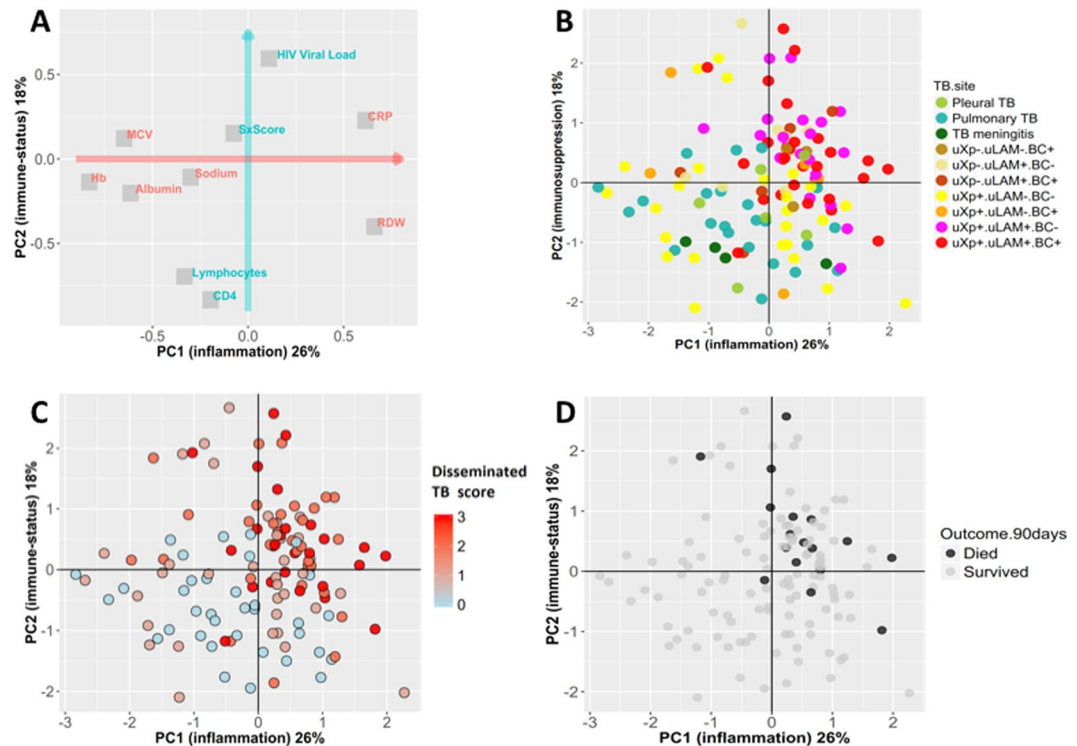 A
PC2 (immune-status) 18%
0.5
0.0
-0.5
HIV Viral Load
CRP
SxScore
MCV
Sodium
Hb
Albumin
RDW
Lymphocytes
CD4
-0.5
0.0
0.5
PC1 (inflammation) 26%
B
PC2 (immunosuppression) 18%
2
1
0
-1
-2
-3
-2
-1
0
1
2
PC1 (inflammation) 26%
TB.site
Pleural TB
Pulmonary TB
TB meningitis
uXp-.uLAM-.BC+
uXp-.uLAM+.BC-
uXp-.uLAM+.BC+
uXp+.uLAM-.BC-
uXp+.uLAM-.BC+
uXp+.uLAM+.BC-
uXp+.uLAM+.BC+
C
PC2 (immune-status) 18%
2
1
0
-1
-2
-3
-2
-1
0
1
2
PC1 (inflammation) 26%
Disseminated
TB score
3
2
1
0
D
PC2 (immune-status) 18%
2
1
0
-1
-2
-3
-2
-1
0
1
2
PC1 (inflammation) 26%
Outcome.90days
Died
Survived